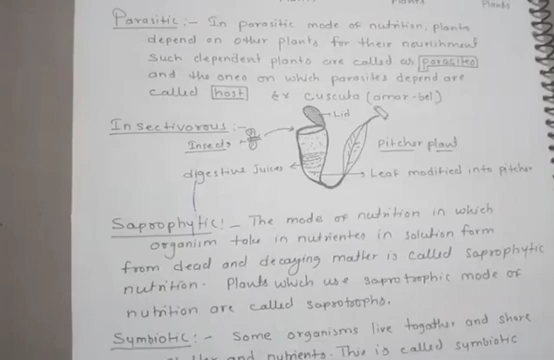 Plants
Parasitic :- In parasitic mode of nutrition, plants
depend on other plants for their nourishment
Such dependent plants are called as parasites
and the ones on which parasites depend are
called host Ex Cuscuta (amar-bel)
Lid
Insectivorous :-
Insects
Pitcher plant
digestive Juices
Leaf modified into pitcher
Saprophytic :- The mode of nutrition in which
organism take in nutrientes in solution form
from dead and decaying matter is called saprophytic
nutrition. Plants which use saprotrophic mode of
nutrition are called saprotrophs.
Symbiotic :- Some organisms live together and share
and nutrients. This is called symbiotic